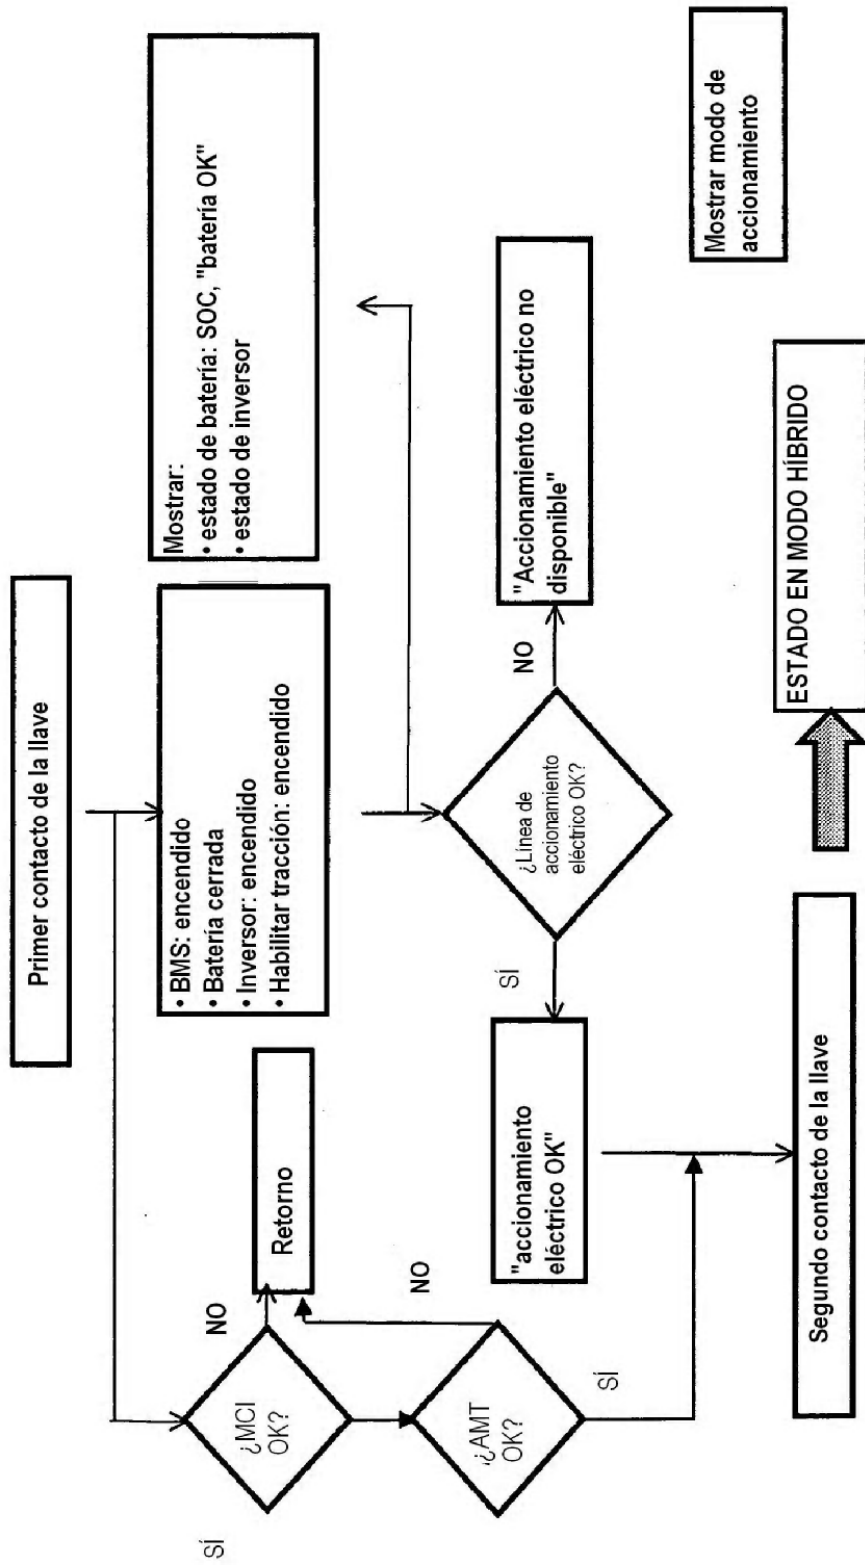 Primer contacto de la llave
• BMS: encendido
• Batería cerrada
• Inversor: encendido
• Habilitar tracción: encendido
Mostrar:
• estado de batería: SOC, "batería OK"
• estado de inversor
¿MCI
OK?
SÍ
NO
Retorno
¿AMT
OK?
NO
SÍ
¿Línea de
accionamiento
eléctrico OK?
SÍ
NO
"accionamiento
eléctrico OK"
"Accionamiento eléctrico no
disponible"
Segundo contacto de la llave
ESTADO EN MODO HÍBRIDO
Mostrar modo de
accionamiento